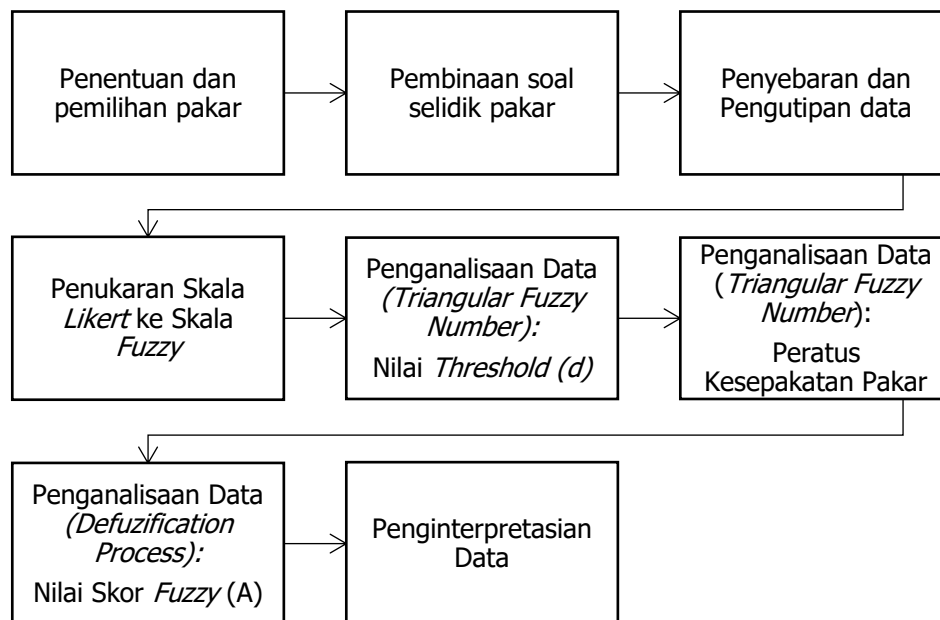 Penentuan dan
pemilihan pakar
Pembinaan soal
selidik pakar
Penyebaran dan
Pengutipan data
Penukaran Skala
Likert ke Skala
Fuzzy
Penganalisaan Data
(Triangular Fuzzy
Number):
Nilai Threshold (d)
Penganalisaan Data
(Triangular Fuzzy
Number):
Peratus
Kesepakatan Pakar
Penganalisaan Data
(Defuzification
Process):
Nilai Skor Fuzzy (A)
Penginterpretasian
Data